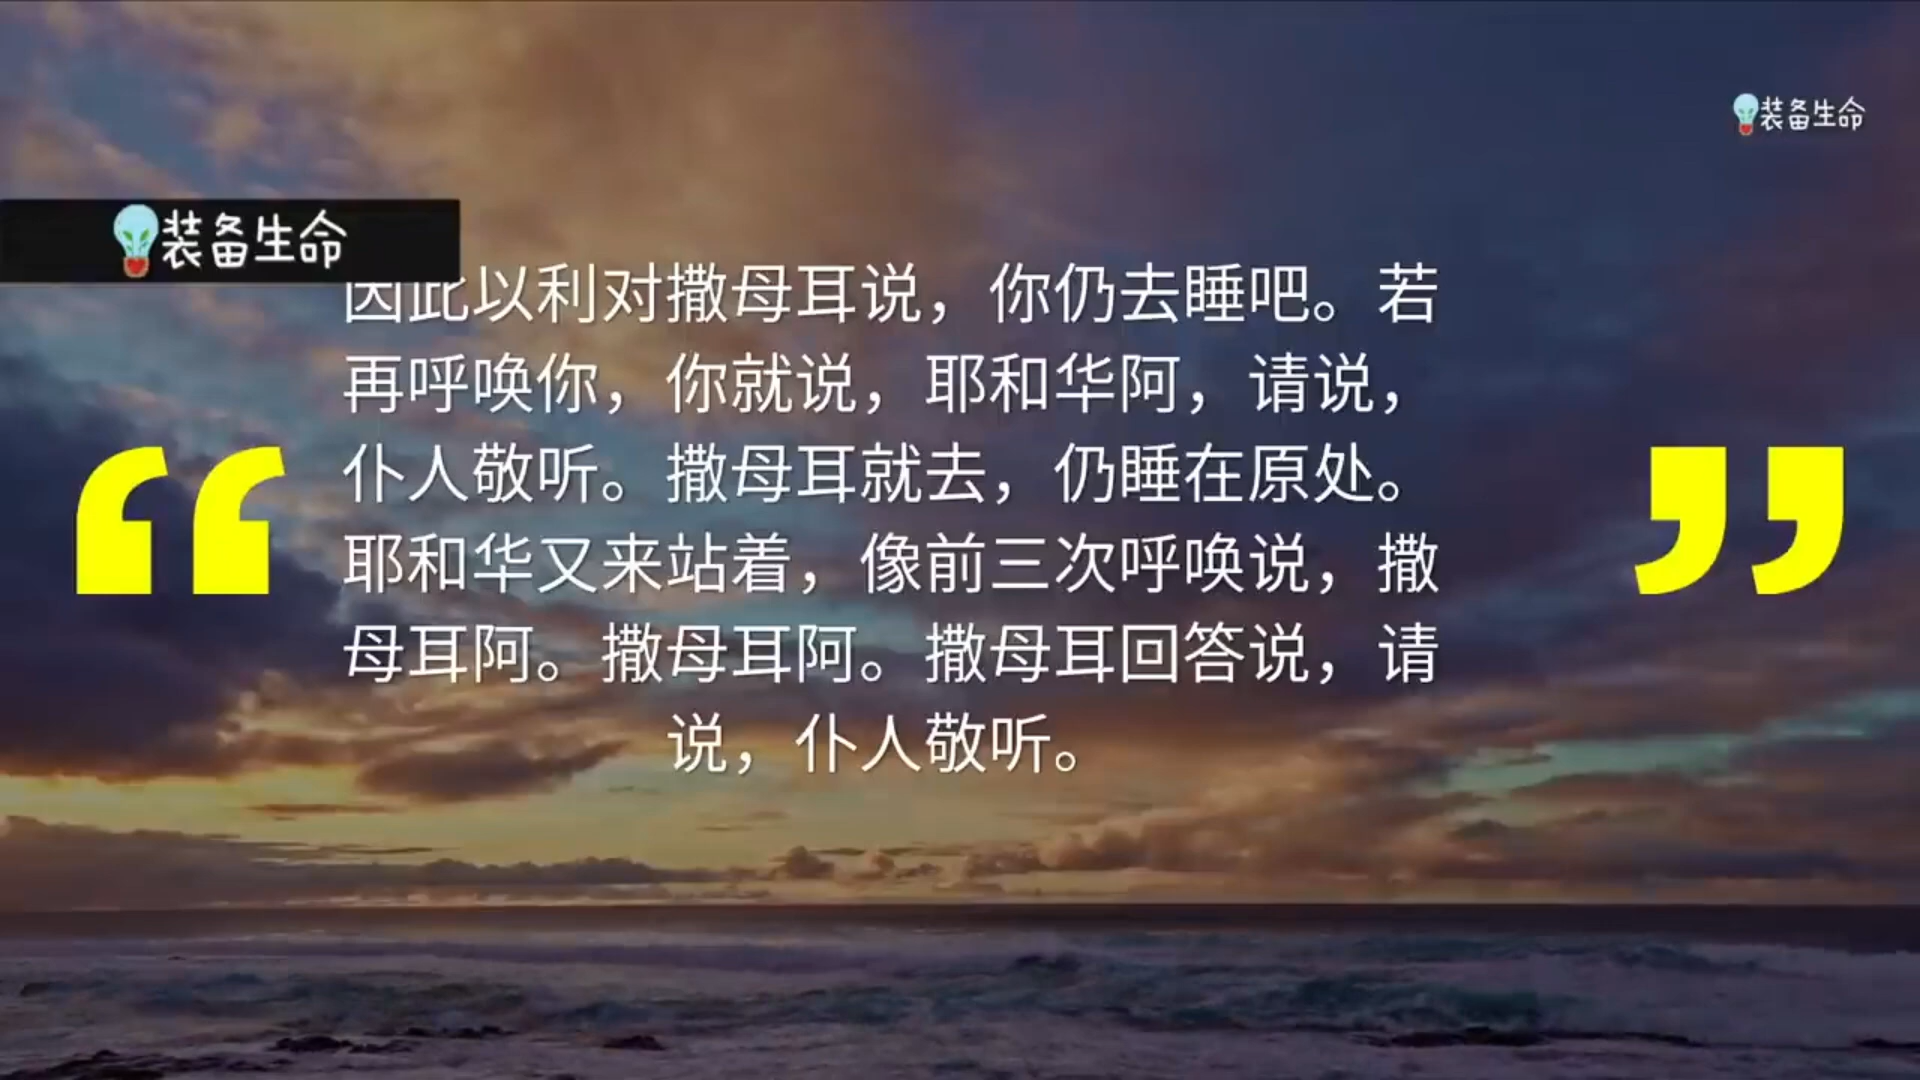 装备生命
装备生命
因此以利对撒母耳说，你仍去睡吧。若
再呼唤你，你就说，耶和华阿，请说，
仆人敬听。撒母耳就去，仍睡在原处。
耶和华又来站着，像前三次呼唤说，撒
母耳阿。撒母耳阿。撒母耳回答说，请
说，仆人敬听。